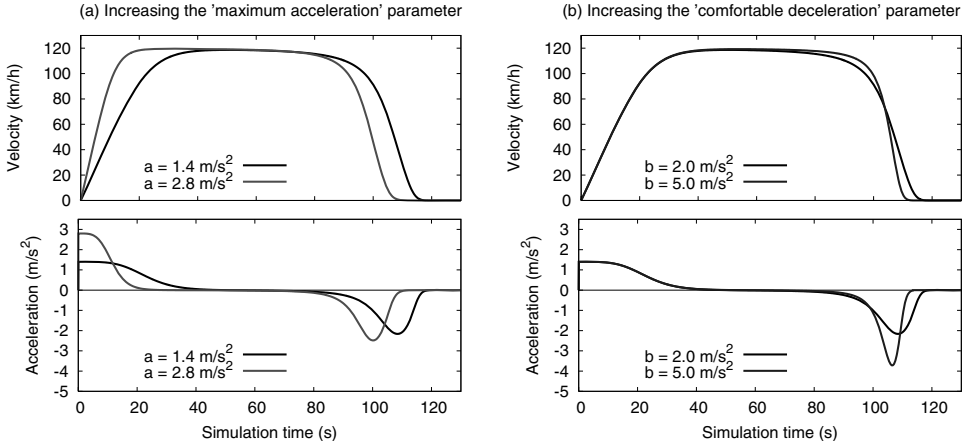 (a) Increasing the 'maximum acceleration' parameter
Velocity (km/h)
120
100
80
60
40
20
0
a = 1.4 m/s²
a = 2.8 m/s²
Acceleration (m/s²)
3
2
1
0
-1
-2
-3
-4
-5
a = 1.4 m/s²
a = 2.8 m/s²
0 20 40 60 80 100 120
Simulation time (s)
(b) Increasing the 'comfortable deceleration' parameter
Velocity (km/h)
120
100
80
60
40
20
0
b = 2.0 m/s²
b = 5.0 m/s²
Acceleration (m/s²)
3
2
1
0
-1
-2
-3
-4
-5
b = 2.0 m/s²
b = 5.0 m/s²
0 20 40 60 80 100 120
Simulation time (s)